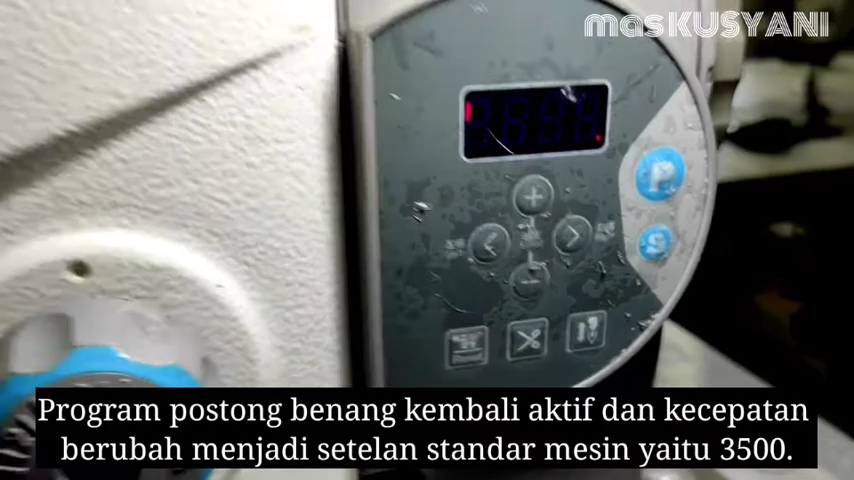 masKUSYANI
P
S
Program postong benang kembali aktif dan kecepatan
berubah menjadi setelan standar mesin yaitu 3500.